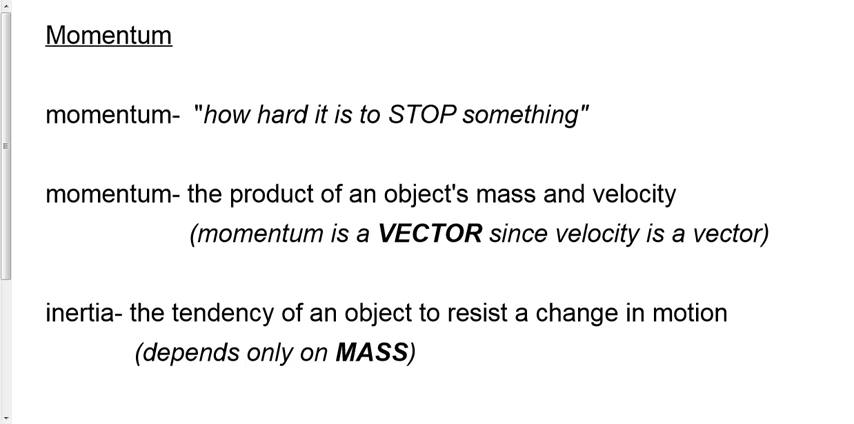 Momentum
momentum- "how hard it is to STOP something"
momentum- the product of an object's mass and velocity
(momentum is a VECTOR since velocity is a vector)
inertia- the tendency of an object to resist a change in motion
(depends only on MASS)